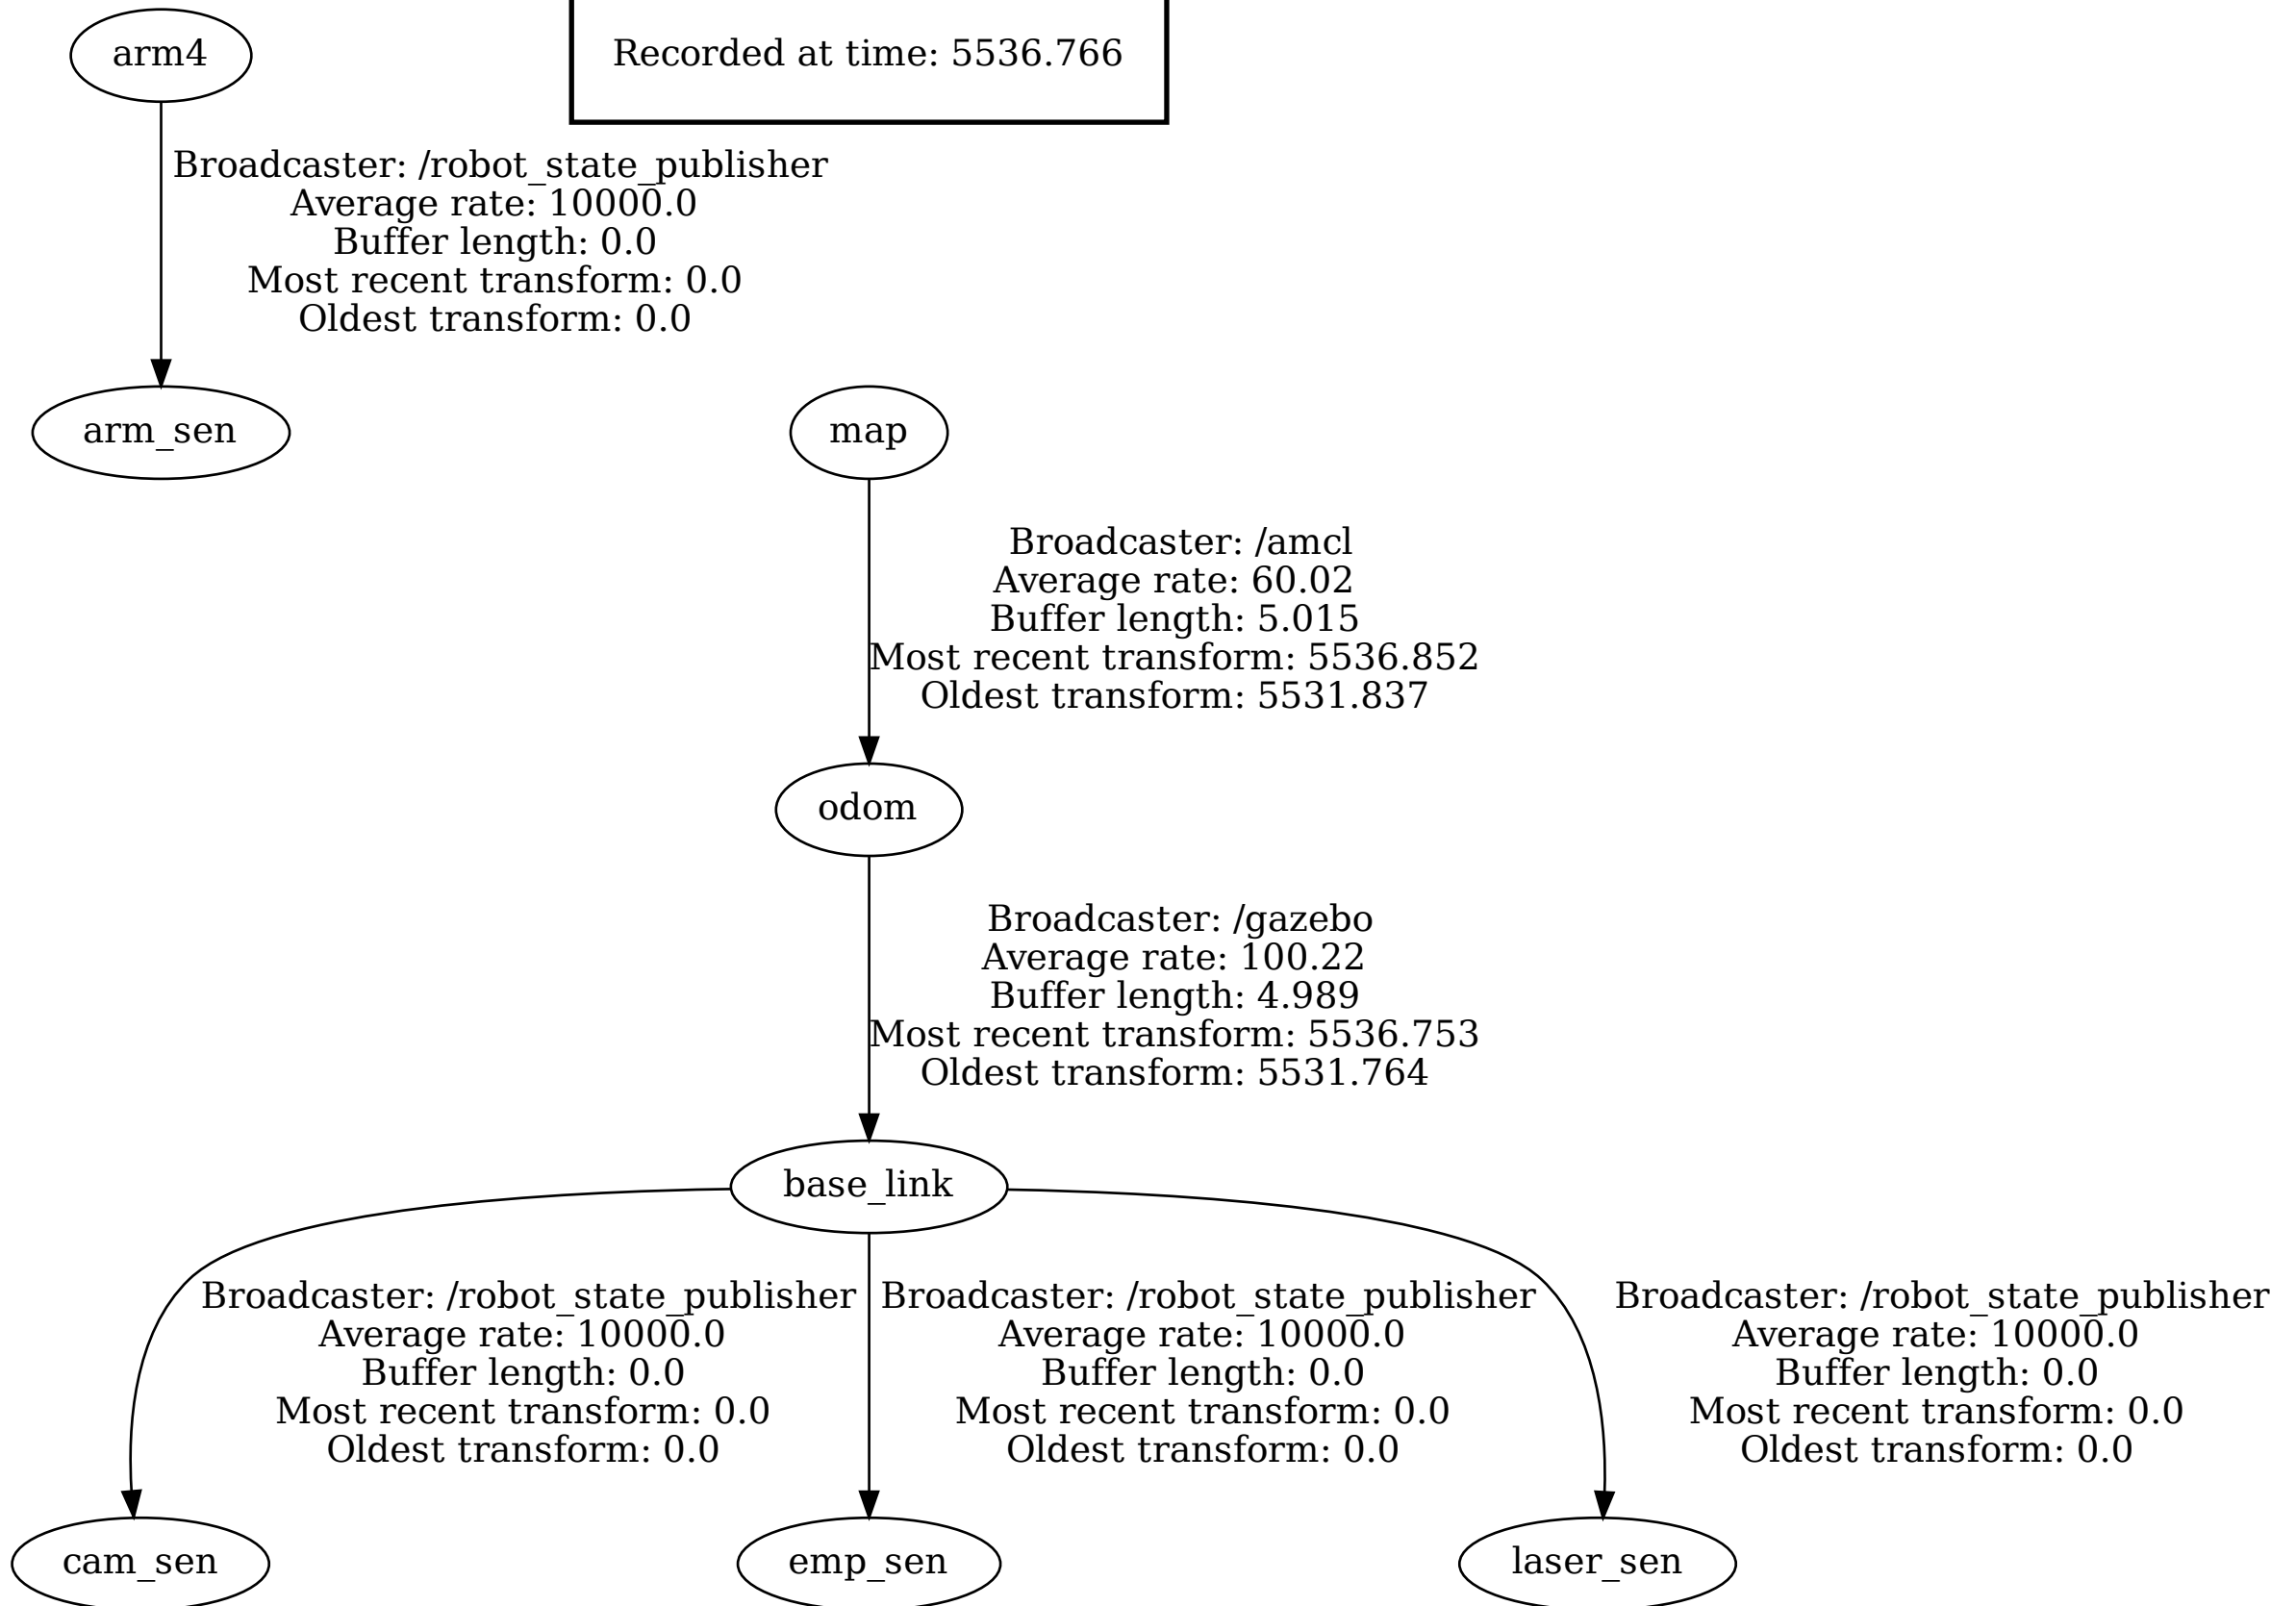 arm4
Recorded at time: 5536.766
Broadcaster: /robot_state_publisher
Average rate: 10000.0
Buffer length: 0.0
Most recent transform: 0.0
Oldest transform: 0.0
arm_sen
map
Broadcaster: /amcl
Average rate: 60.02
Buffer length: 5.015
Most recent transform: 5536.852
Oldest transform: 5531.837
odom
Broadcaster: /gazebo
Average rate: 100.22
Buffer length: 4.989
Most recent transform: 5536.753
Oldest transform: 5531.764
base_link
Broadcaster: /robot_state_publisher
Average rate: 10000.0
Buffer length: 0.0
Most recent transform: 0.0
Oldest transform: 0.0
Broadcaster: /robot_state_publisher
Average rate: 10000.0
Buffer length: 0.0
Most recent transform: 0.0
Oldest transform: 0.0
Broadcaster: /robot_state_publisher
Average rate: 10000.0
Buffer length: 0.0
Most recent transform: 0.0
Oldest transform: 0.0
cam_sen
emp_sen
laser_sen